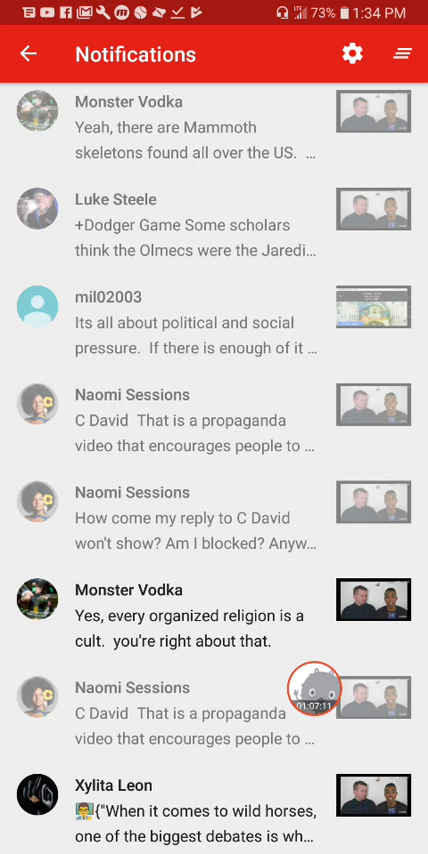 LTE 73% 1:34 PM
Notifications
Monster Vodka
Yeah, there are Mammoth
skeletons found all over the US. ...
Luke Steele
+Dodger Game Some scholars
think the Olmecs were the Jaredi...
mil02003
Its all about political and social
pressure. If there is enough of it ...
Naomi Sessions
C David That is a propaganda
video that encourages people to ...
Naomi Sessions
How come my reply to C David
won't show? Am I blocked? Anyw...
Monster Vodka
Yes, every organized religion is a
cult. you're right about that.
Naomi Sessions
C David That is a propaganda
video that encourages people to ...
01:07:11
Xylita Leon
👨‍🏫{"When it comes to wild horses,
one of the biggest debates is wh...